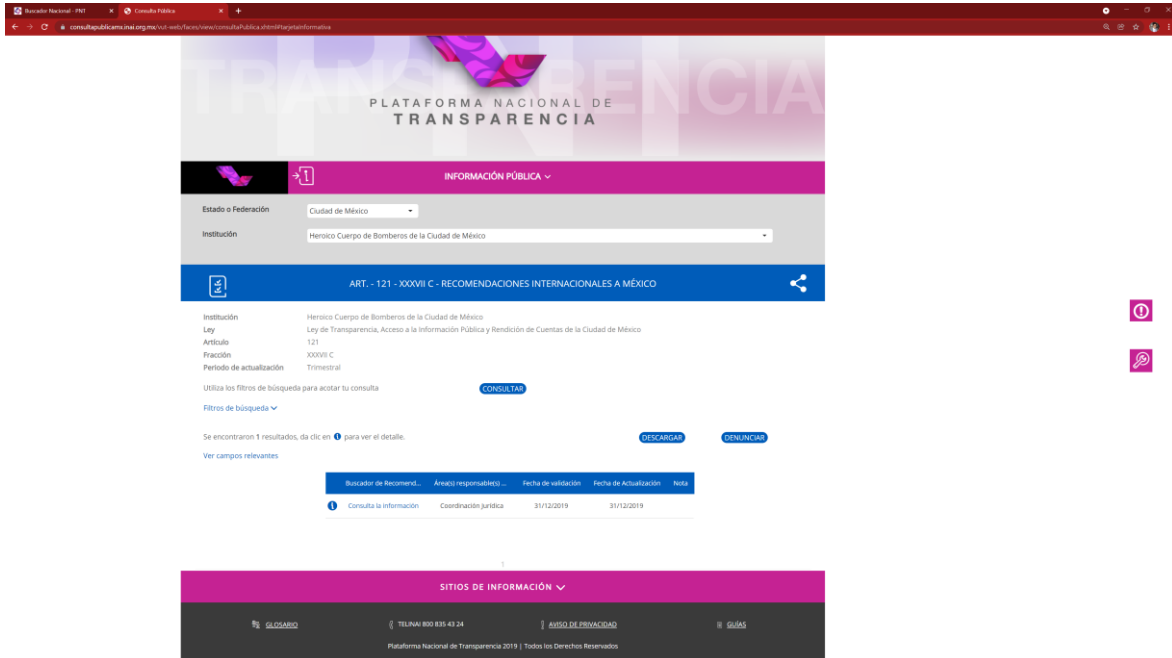 Buscador Nacional - PNT
Consulta Pública
consultapublicamx.inai.org.mx/vut-web/faces/view/consultaPublica.xhtml#tarjetaInformativa
TRANSPARENCIA
PLATAFORMA NACIONAL DE
TRANSPARENCIA
INFORMACIÓN PÚBLICA
Estado o Federación Ciudad de México
Institución Heroico Cuerpo de Bomberos de la Ciudad de México
ART. - 121 - XXXVII C - RECOMENDACIONES INTERNACIONALES A MÉXICO
Institución Heroico Cuerpo de Bomberos de la Ciudad de México
Ley Ley de Transparencia, Acceso a la Información Pública y Rendición de Cuentas de la Ciudad de México
Artículo 121
Fracción XXXVII C
Periodo de actualización Trimestral
Utiliza los filtros de búsqueda para acotar tu consulta CONSULTAR
Filtros de búsqueda
Se encontraron 1 resultados, da clic en para ver el detalle. DESCARGAR DENUNCIAR
Ver campos relevantes
Buscador de Recomend... Área(s) responsable(s) ... Fecha de validación Fecha de Actualización Nota
Consulta la información Coordinación Jurídica 31/12/2019 31/12/2019
1
SITIOS DE INFORMACIÓN
GLOSARIO TELINAI 800 835 43 24 AVISO DE PRIVACIDAD GUÍAS
Plataforma Nacional de Transparencia 2019 | Todos los Derechos Reservados